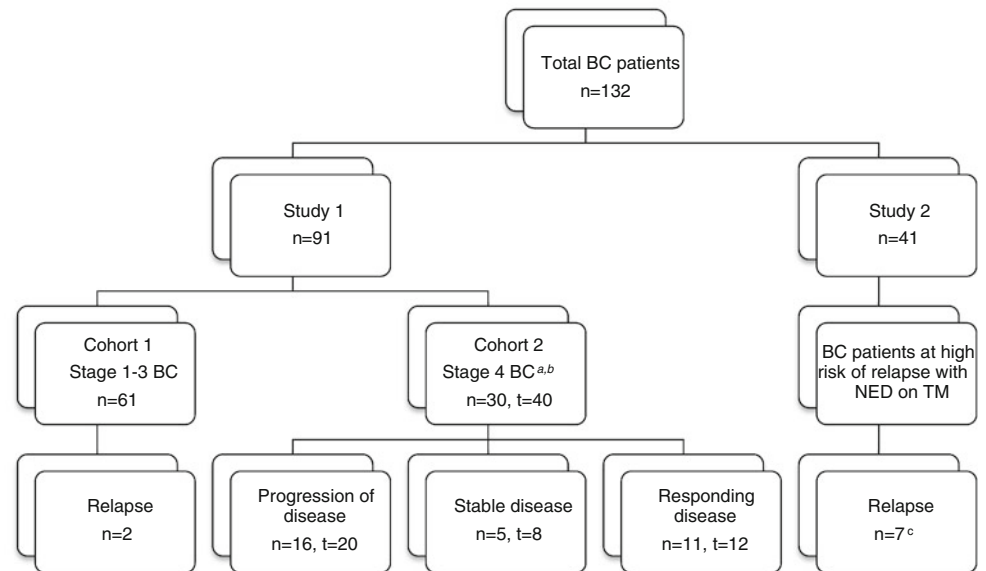 Total BC patients
n=132
Study 1
n=91
Study 2
n=41
Cohort 1
Stage 1-3 BC
n=61
Cohort 2
Stage 4 BC a,b
n=30, t=40
BC patients at high
risk of relapse with
NED on TM
Relapse
n=2
Progression of
disease
n=16, t=20
Stable disease
n=5, t=8
Responding
disease
n=11, t=12
Relapse
n=7 c